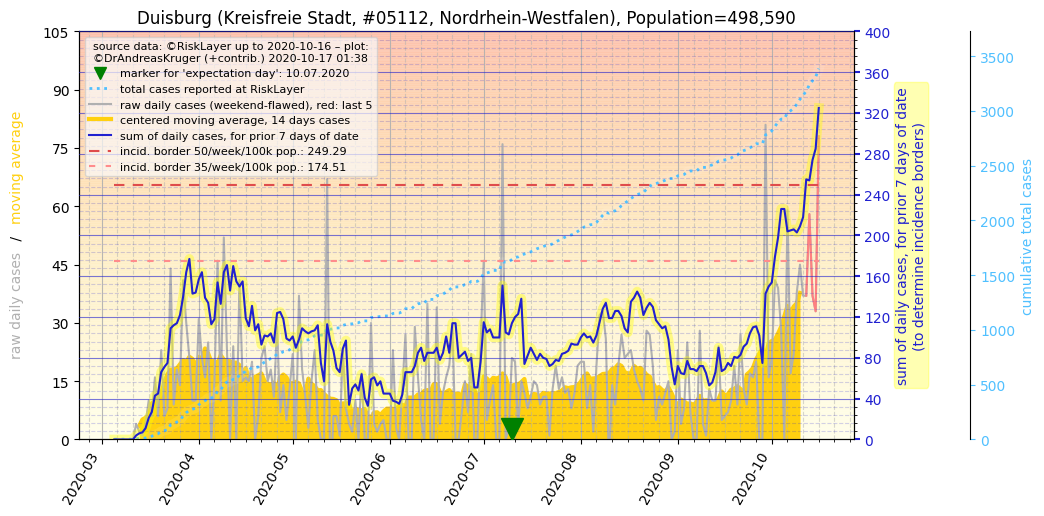 Duisburg (Kreisfreie Stadt, #05112, Nordrhein-Westfalen), Population=498,590
source data: ©RiskLayer up to 2020-10-16 – plot:
©DrAndreasKruger (+contrib.) 2020-10-17 01:38
marker for 'expectation day': 10.07.2020
total cases reported at RiskLayer
raw daily cases (weekend-flawed), red: last 5
centered moving average, 14 days cases
sum of daily cases, for prior 7 days of date
incid. border 50/week/100k pop.: 249.29
incid. border 35/week/100k pop.: 174.51
raw daily cases / moving average
105
90
75
60
45
30
15
0
400
360
320
280
240
200
160
120
80
40
0
sum of daily cases, for prior 7 days of date
(to determine incidence borders)
3500
3000
2500
2000
1500
1000
500
0
cumulative total cases
2020-03
2020-04
2020-05
2020-06
2020-07
2020-08
2020-09
2020-10